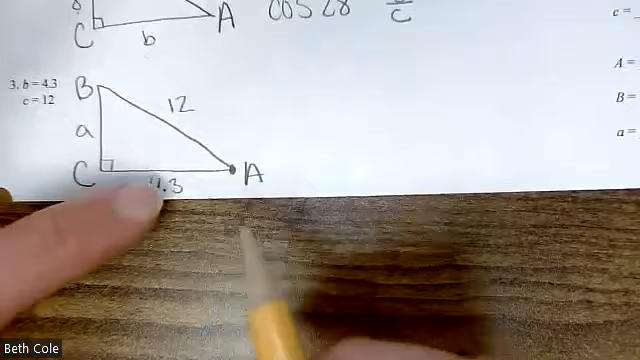 C b A cos 28 c
c =
A =
3. b = 4.3 B 12
c = 12
B =
a
a =
C 4.3 A
Beth Cole